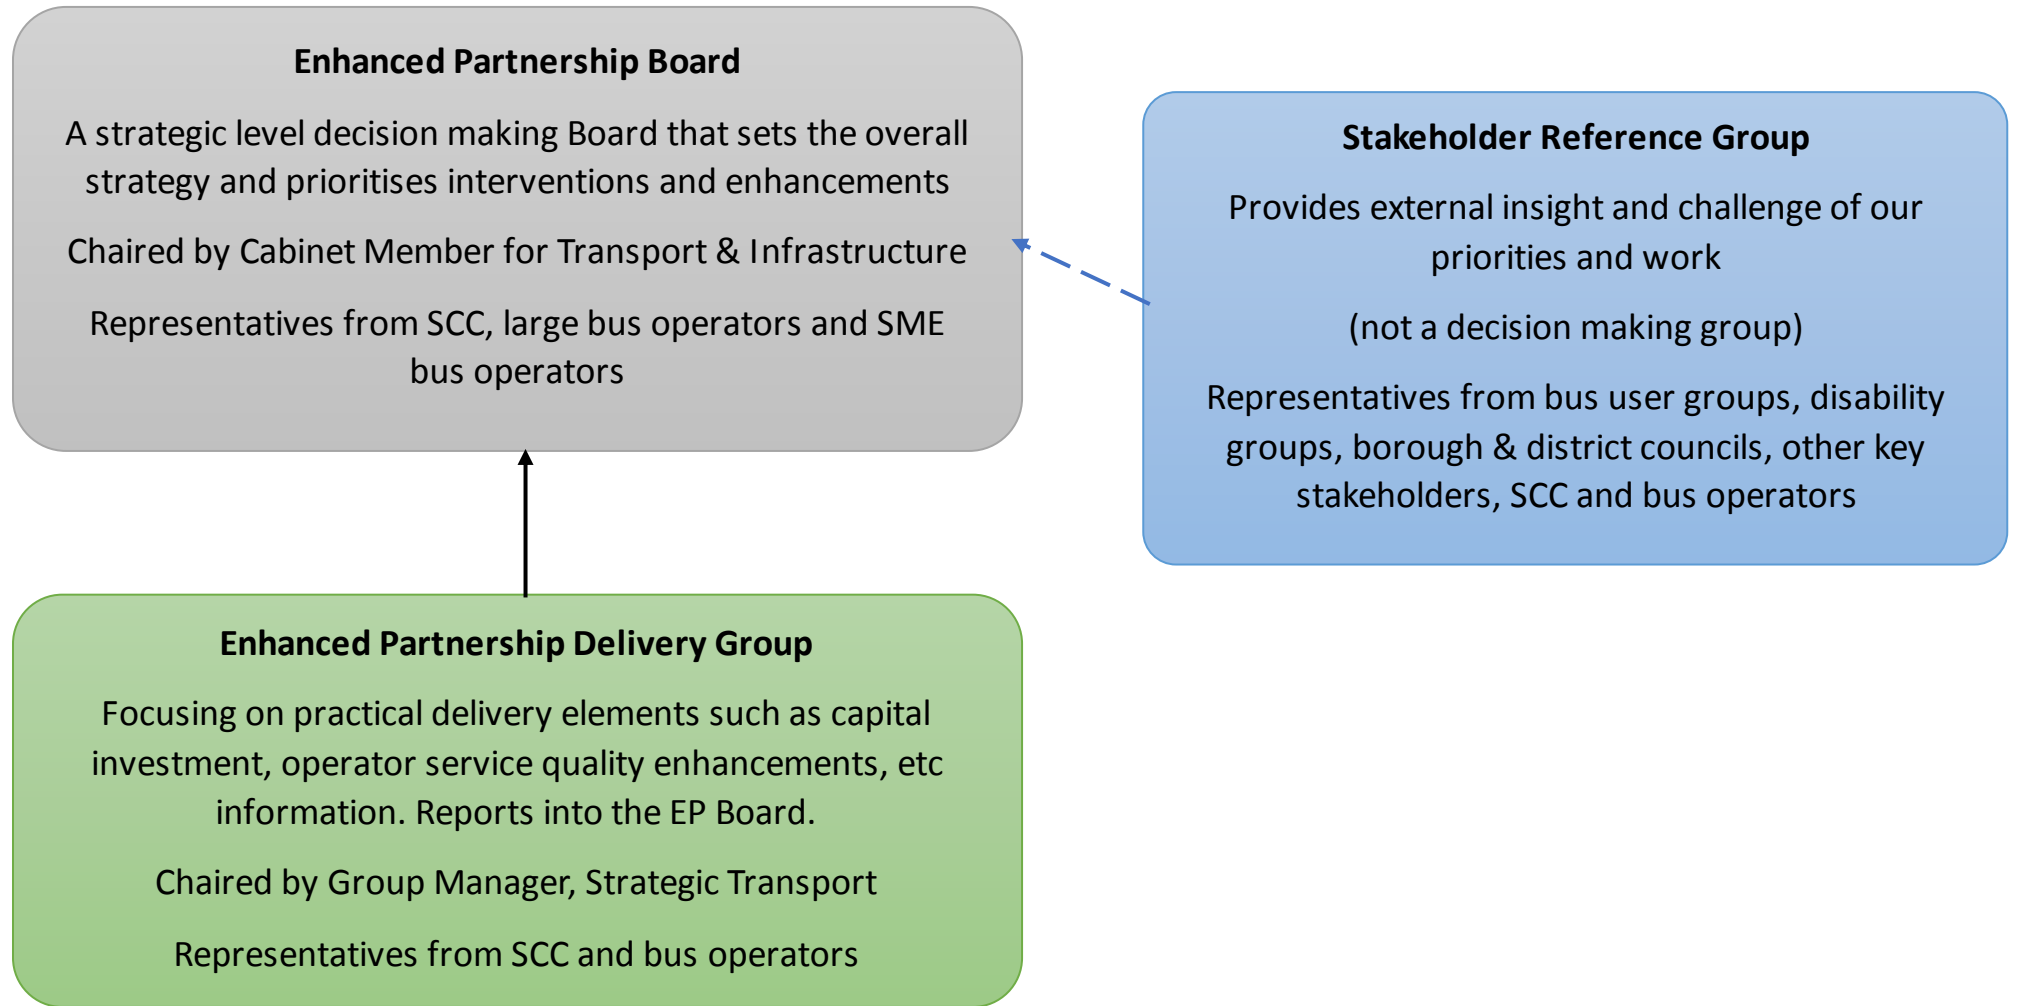 Enhanced Partnership Board
A strategic level decision making Board that sets the overall
strategy and prioritises interventions and enhancements
Chaired by Cabinet Member for Transport & Infrastructure
Representatives from SCC, large bus operators and SME
bus operators
Stakeholder Reference Group
Provides external insight and challenge of our
priorities and work
(not a decision making group)
Representatives from bus user groups, disability
groups, borough & district councils, other key
stakeholders, SCC and bus operators
Enhanced Partnership Delivery Group
Focusing on practical delivery elements such as capital
investment, operator service quality enhancements, etc
information. Reports into the EP Board.
Chaired by Group Manager, Strategic Transport
Representatives from SCC and bus operators